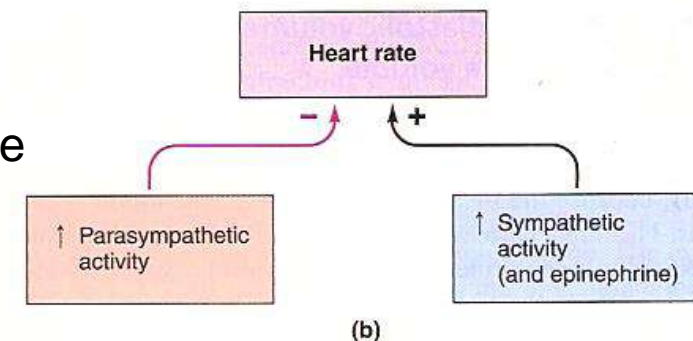 Heart rate
– +
e
↑ Parasympathetic
activity
↑ Sympathetic
activity
(and epinephrine)
(b)